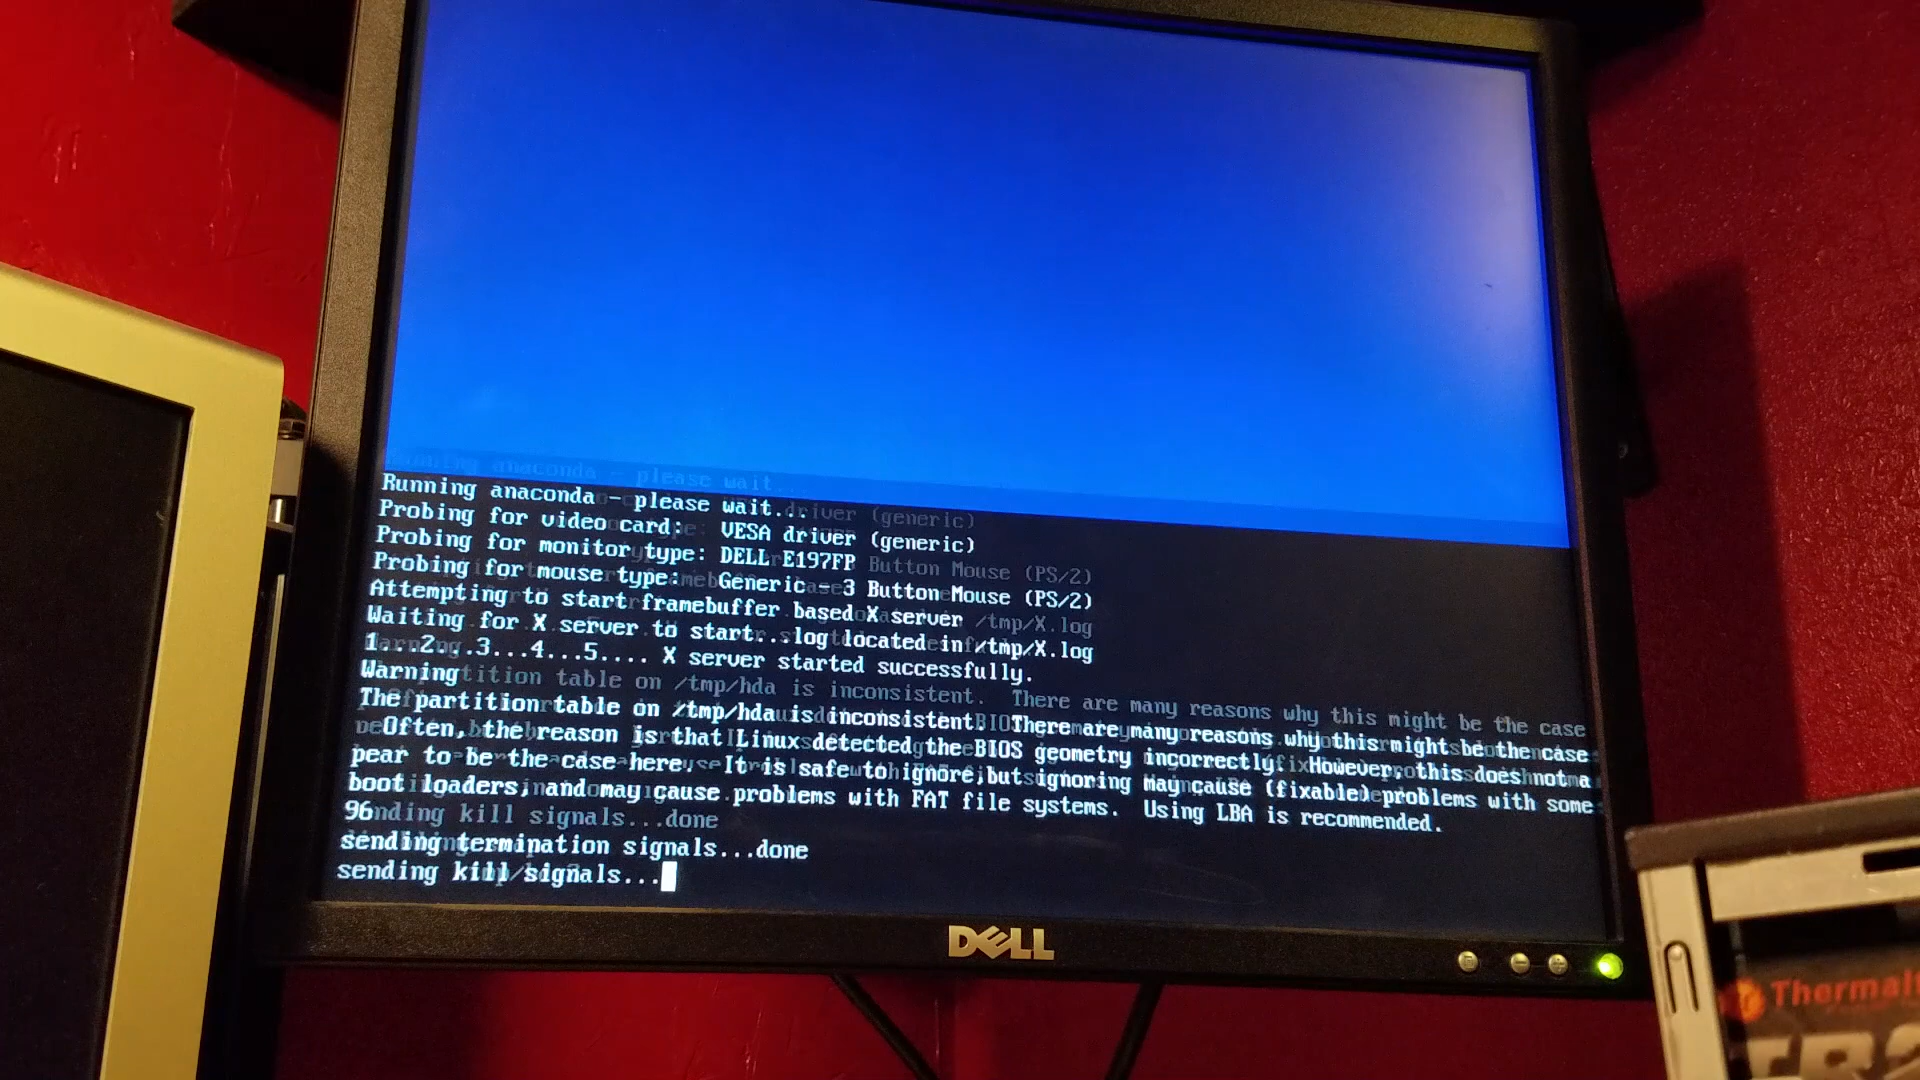 Running anaconda - please wait...
Probing for video card:   VESA driver (generic)
Probing for monitor type: DELL E197FP
Probing for mouse type:   Generic - 3 Button Mouse (PS/2)
Attempting to start framebuffer based X server
Waiting for X server to start...log located in /tmp/X.log
1...2...3...4...5.... X server started successfully.
Warning
The partition table on /tmp/hda is inconsistent.  There are many reasons why this might be the case
Often, the reason is that Linux detected the BIOS geometry incorrectly.  However, this does not
pear to be the case here.  It is safe to ignore, but ignoring may cause (fixable) problems with some
boot loaders, and may cause problems with FAT file systems.  Using LBA is recommended.
96
sending termination signals...done
sending kill signals...
DELL